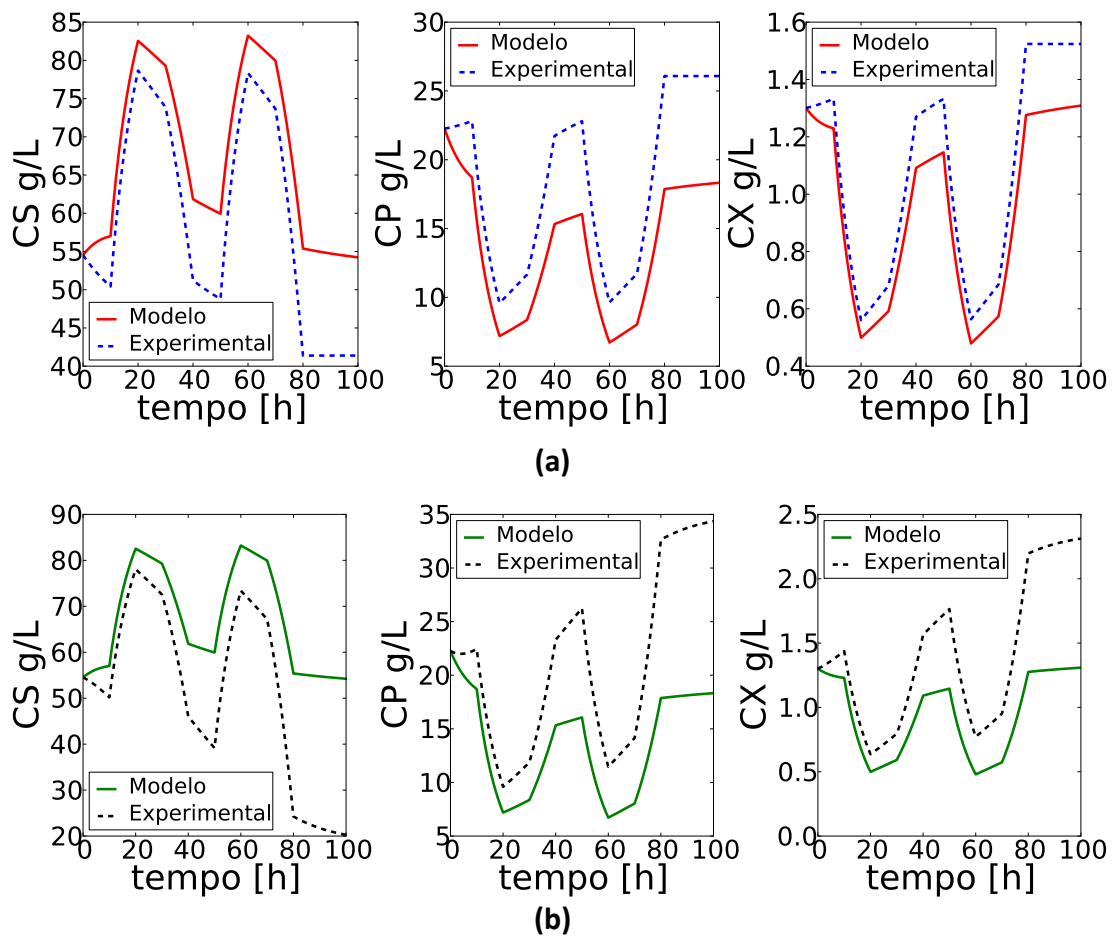 CS g/L
85
80
75
70
65
60
55
50
45
40
0 20 40 60 80 100
tempo [h]
Modelo
Experimental
CP g/L
30
25
20
15
10
5
0 20 40 60 80 100
tempo [h]
Modelo
Experimental
CX g/L
1.6
1.4
1.2
1.0
0.8
0.6
0.4
0 20 40 60 80 100
tempo [h]
Modelo
Experimental
(a)
CS g/L
90
80
70
60
50
40
30
20
0 20 40 60 80 100
tempo [h]
Modelo
Experimental
CP g/L
35
30
25
20
15
10
5
0 20 40 60 80 100
tempo [h]
Modelo
Experimental
CX g/L
2.5
2.0
1.5
1.0
0.5
0.0
0 20 40 60 80 100
tempo [h]
Modelo
Experimental
(b)